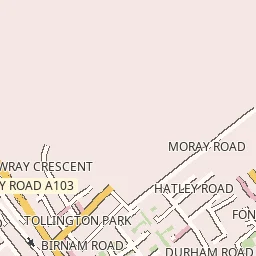 MORAY ROAD
WRAY CRESCENT
Y ROAD A103
HATLEY ROAD
TOLLINGTON PARK
FON
BIRNAM ROAD
DURHAM ROAD